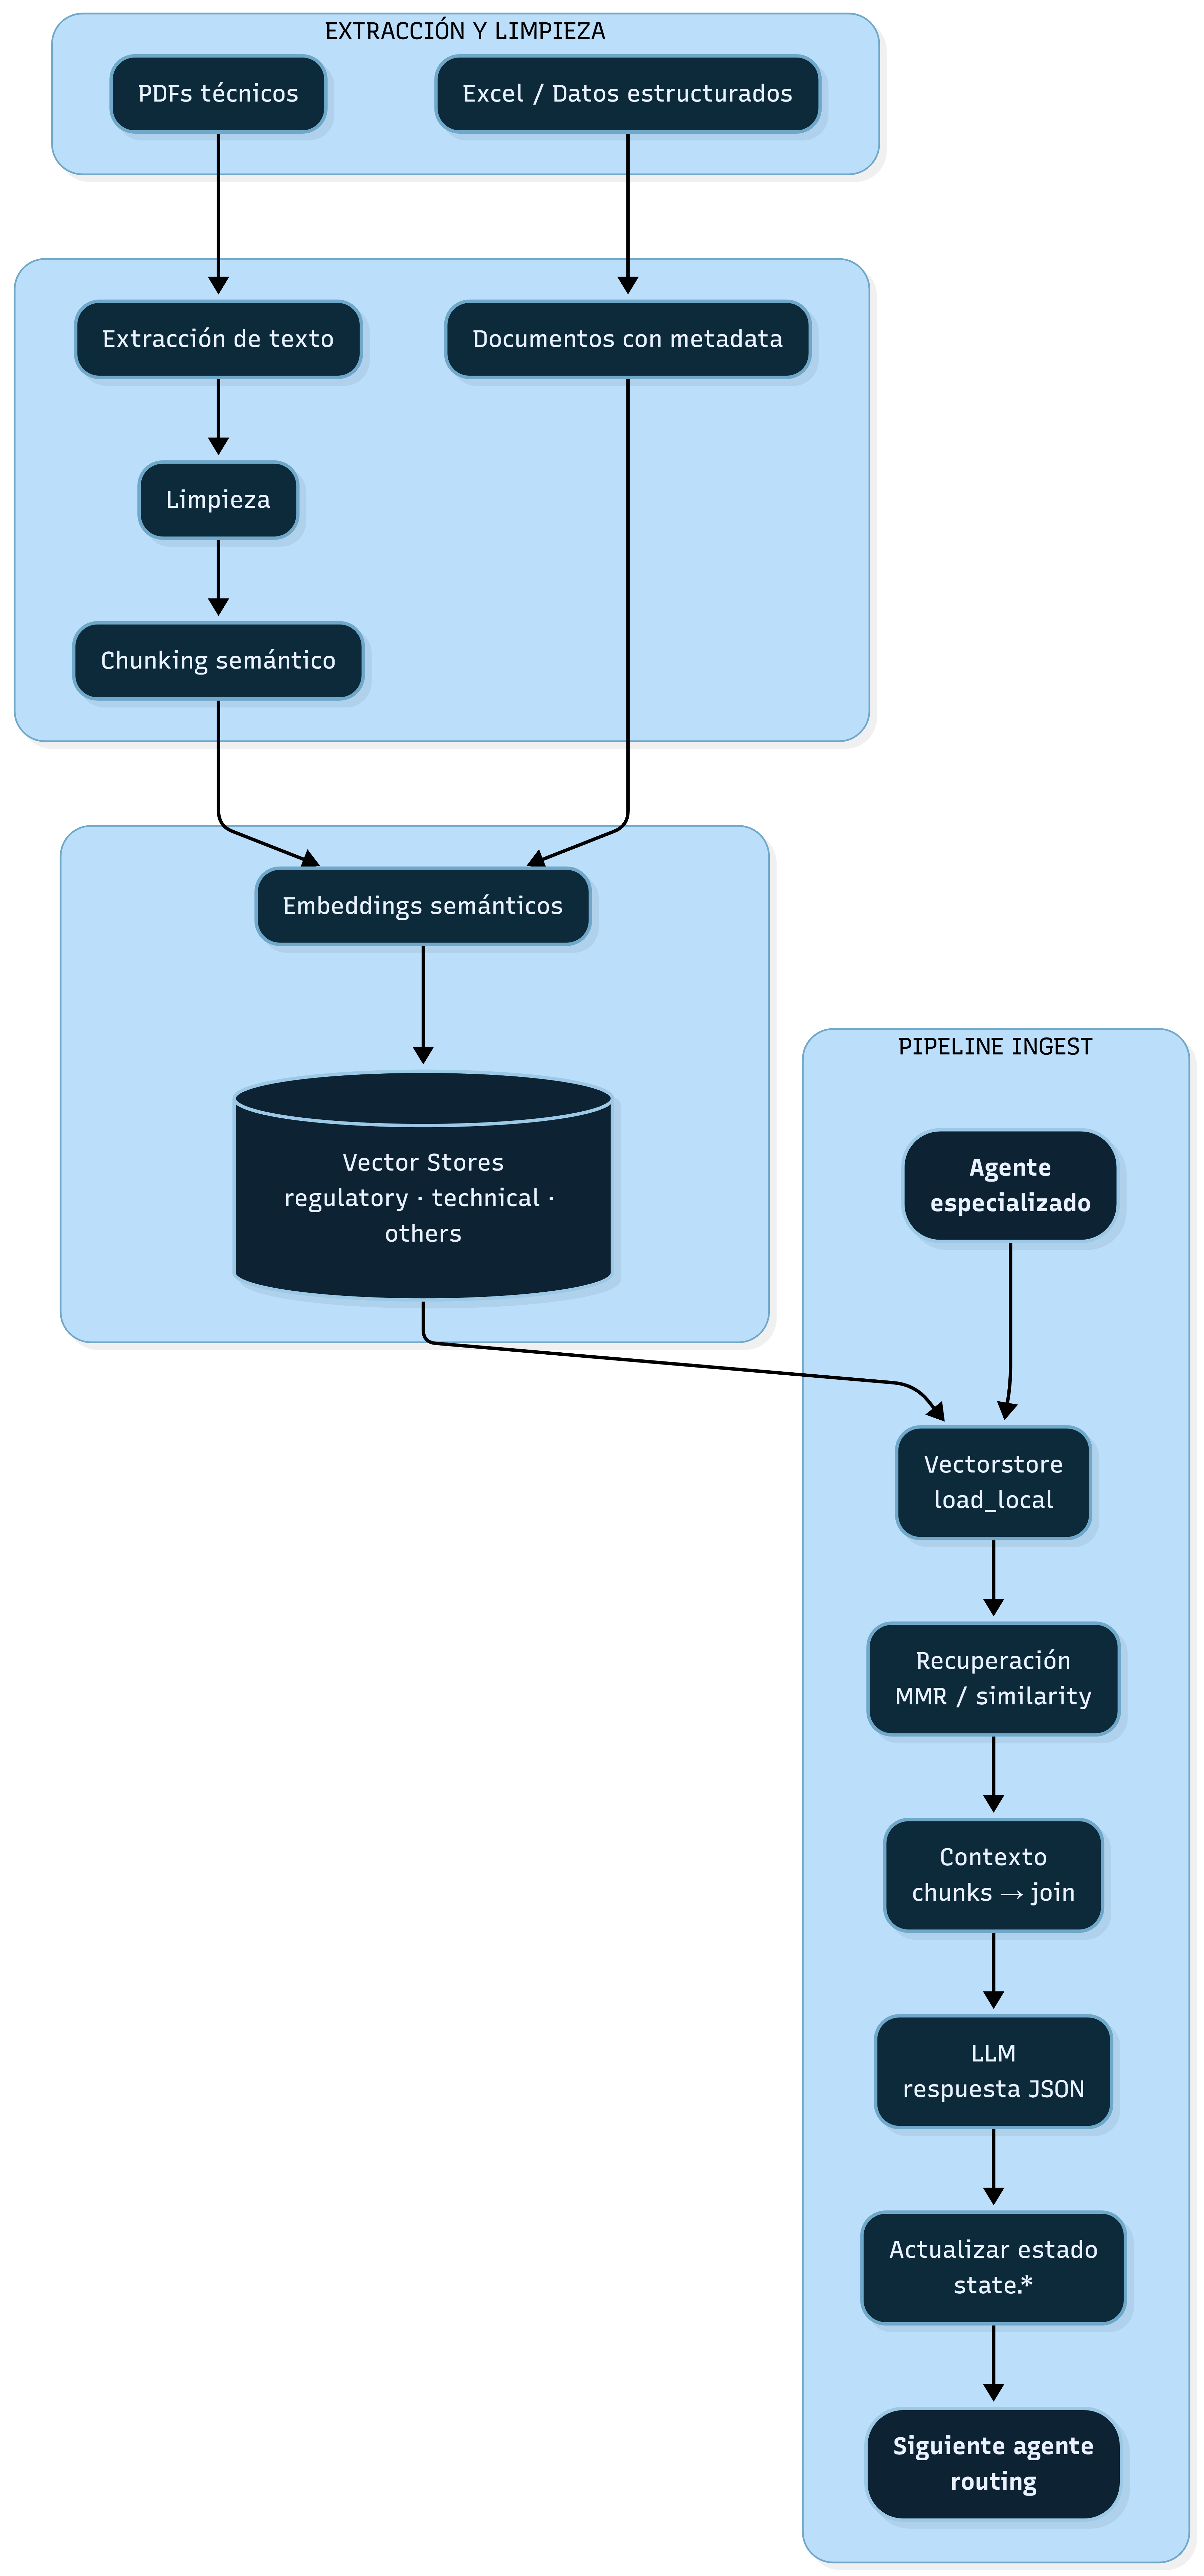 EXTRACCIÓN Y LIMPIEZA
PDFs técnicos
Excel / Datos estructurados
Extracción de texto
Documentos con metadata
Limpieza
Chunking semántico
Embeddings semánticos
Vector Stores
regulatory · technical ·
others
PIPELINE INGEST
Agente
especializado
Vectorstore
load_local
Recuperación
MMR / similarity
Contexto
chunks → join
LLM
respuesta JSON
Actualizar estado
state.*
Siguiente agente
routing